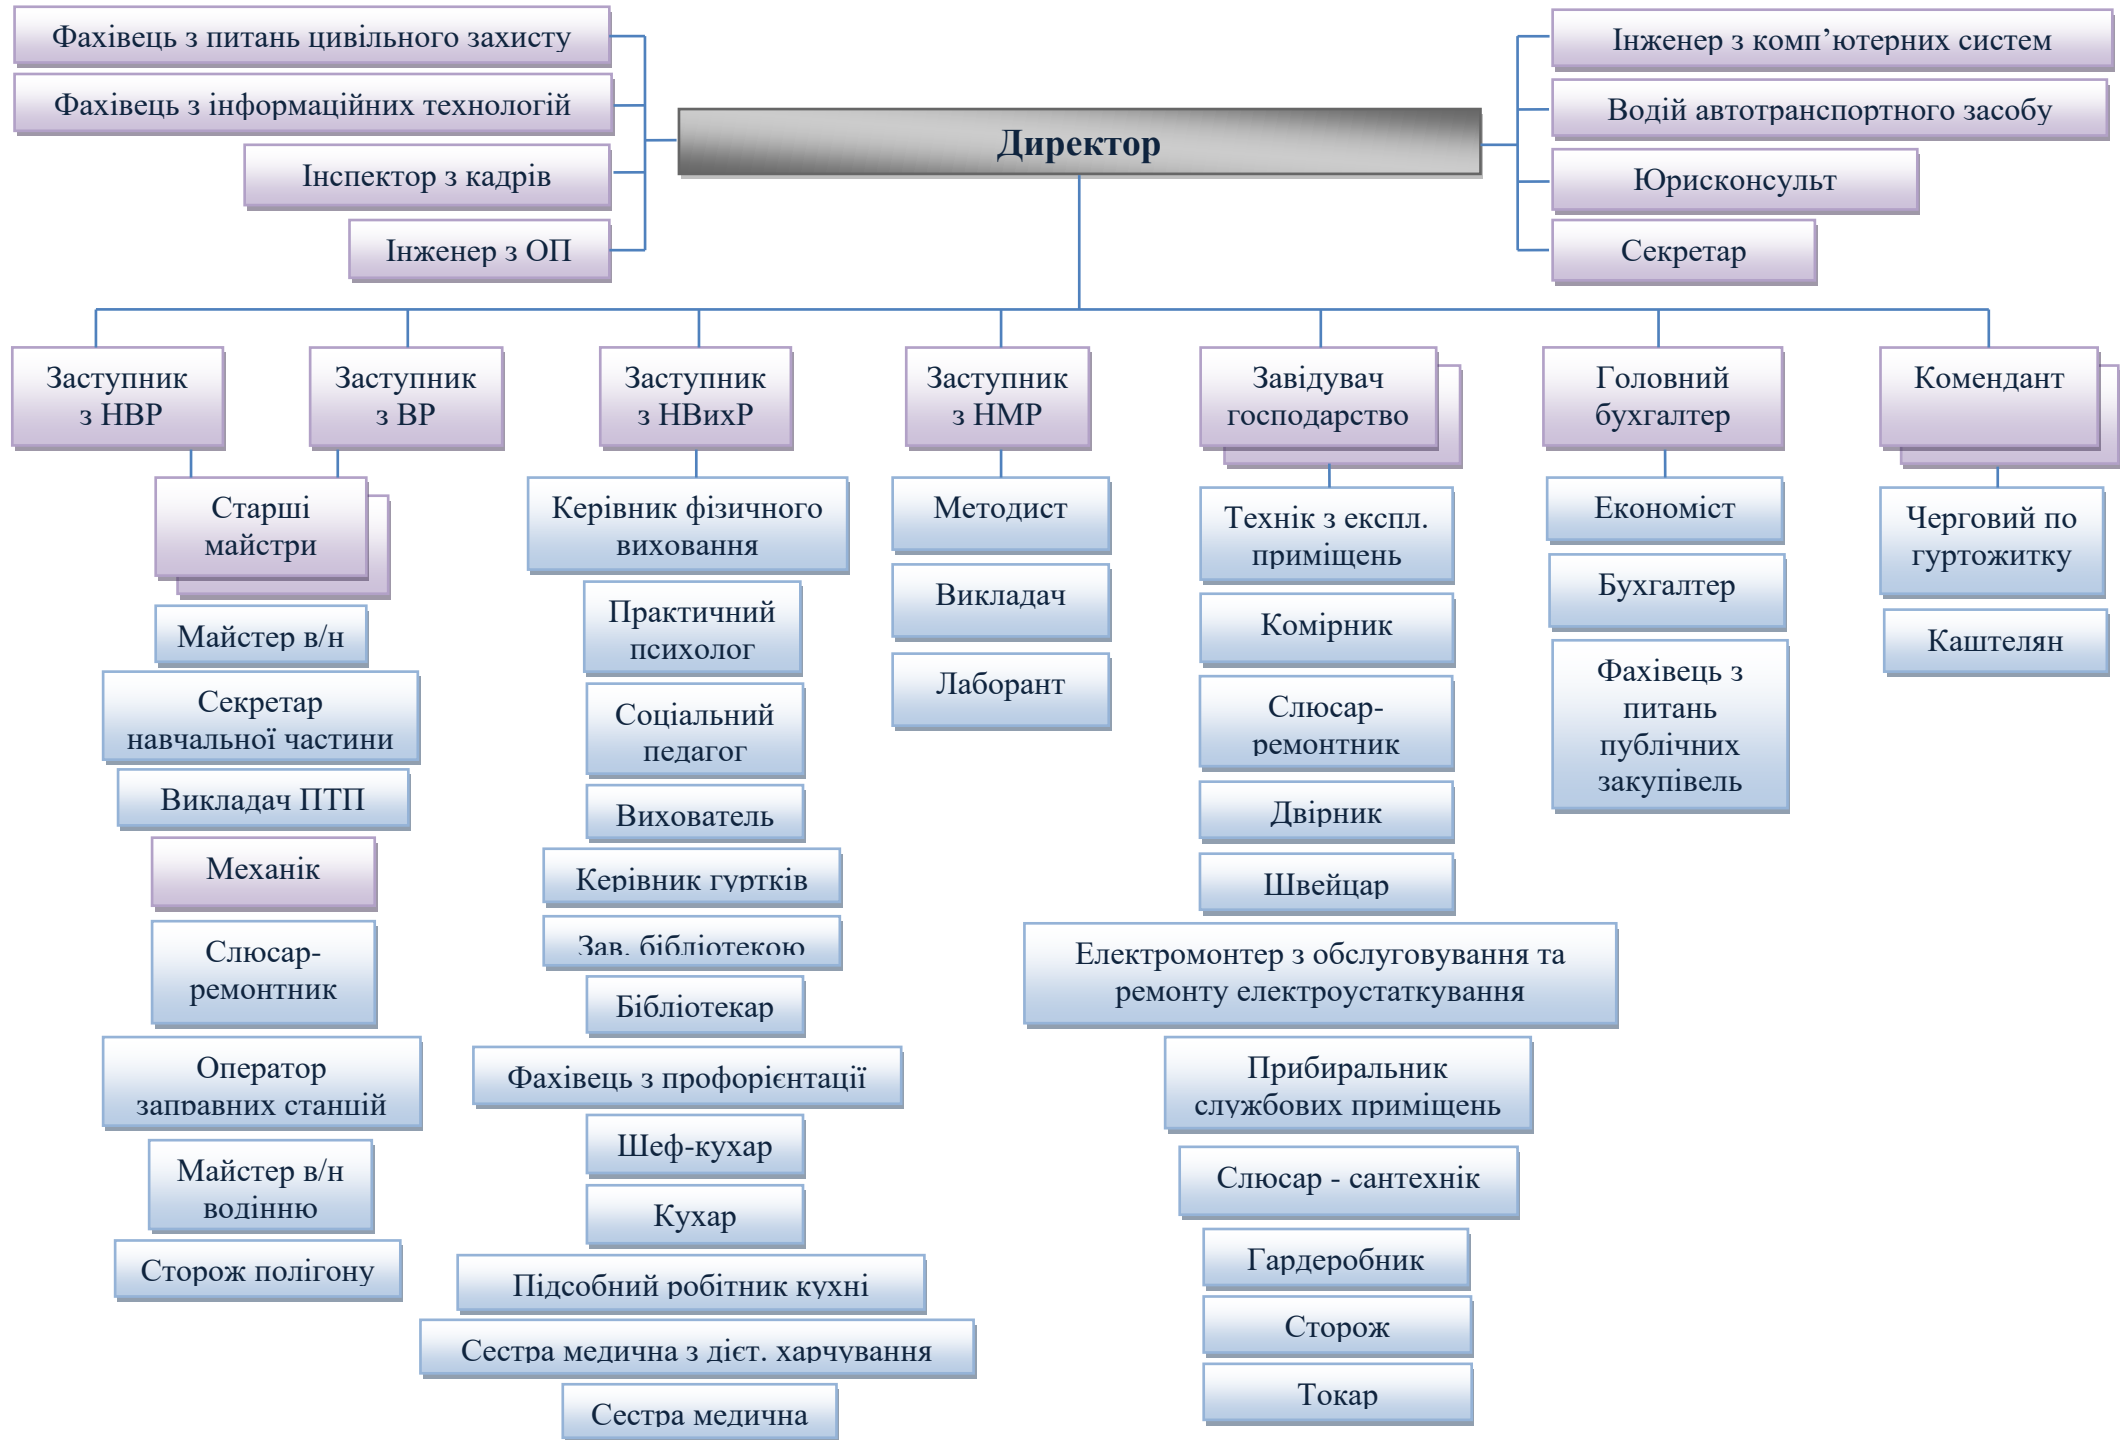 Фахівець з питань цивільного захисту
Фахівець з інформаційних технологій
Інспектор з кадрів
Інженер з ОП
Директор
Інженер з комп’ютерних систем
Водій автотранспортного засобу
Юрисконсульт
Секретар
Заступник
з НВР
Заступник
з ВР
Старші
майстри
Майстер в/н
Секретар
навчальної частини
Викладач ПТП
Механік
Слюсар-
ремонтник
Оператор
заправних станцій
Майстер в/н
водінню
Сторож полігону
Заступник
з НВихР
Керівник фізичного
виховання
Практичний
психолог
Соціальний
педагог
Вихователь
Керівник гуртків
Зав. бібліотекою
Бібліотекар
Фахівець з профорієнтації
Шеф-кухар
Кухар
Підсобний робітник кухні
Сестра медична з дієт. харчування
Сестра медична
Заступник
з НМР
Методист
Викладач
Лаборант
Завідувач
господарство
Технік з експл.
приміщень
Комірник
Слюсар-
ремонтник
Двірник
Швейцар
Електромонтер з обслуговування та
ремонту електроустаткування
Прибиральник
службових приміщень
Слюсар - сантехнік
Гардеробник
Сторож
Токар
Головний
бухгалтер
Економіст
Бухгалтер
Фахівець з
питань
публічних
закупівель
Комендант
Черговий по
гуртожитку
Каштелян